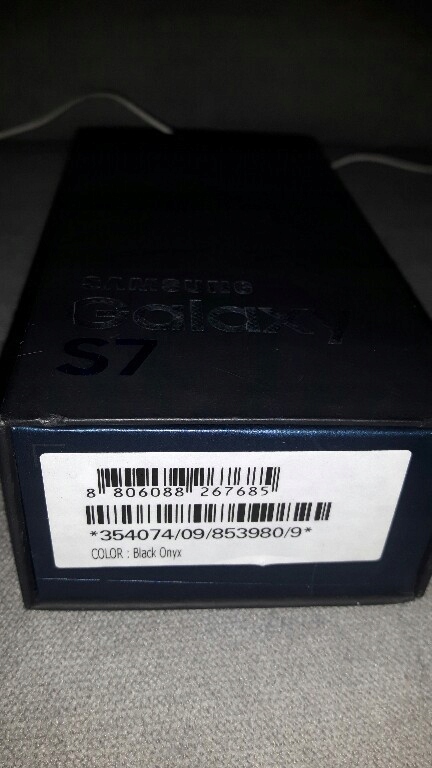 SAMSUNG
Galaxy
S7
8 806088 267685
*354074/09/853980/9*
COLOR : Black Onyx